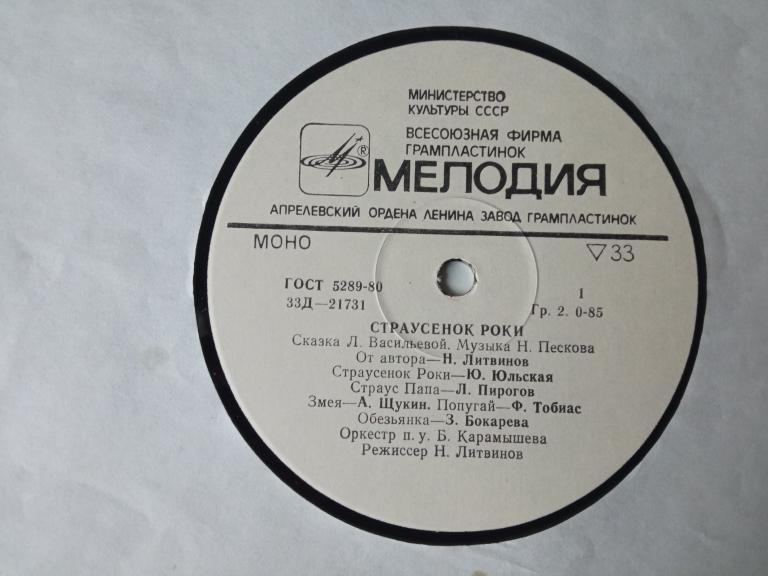 МИНИСТЕРСТВО
КУЛЬТУРЫ СССР
ВСЕСОЮЗНАЯ ФИРМА
ГРАМПЛАСТИНОК
®
МЕЛОДИЯ
АПРЕЛЕВСКИЙ ОРДЕНА ЛЕНИНА ЗАВОД ГРАМПЛАСТИНОК
МОНО ▽33
ГОСТ 5289-80 1
33Д—21731 Гр. 2. 0-85
СТРАУСЕНОК РОКИ
Сказка Л. Васильевой. Музыка Н. Пескова
От автора—Н. Литвинов
Страусенок Роки—Ю. Юльская
Страус Папа—Л. Пирогов
Змея—А. Щукин. Попугай—Ф. Тобиас
Обезьянка—З. Бокарева
Оркестр п. у. Б. Карамышева
Режиссер Н. Литвинов